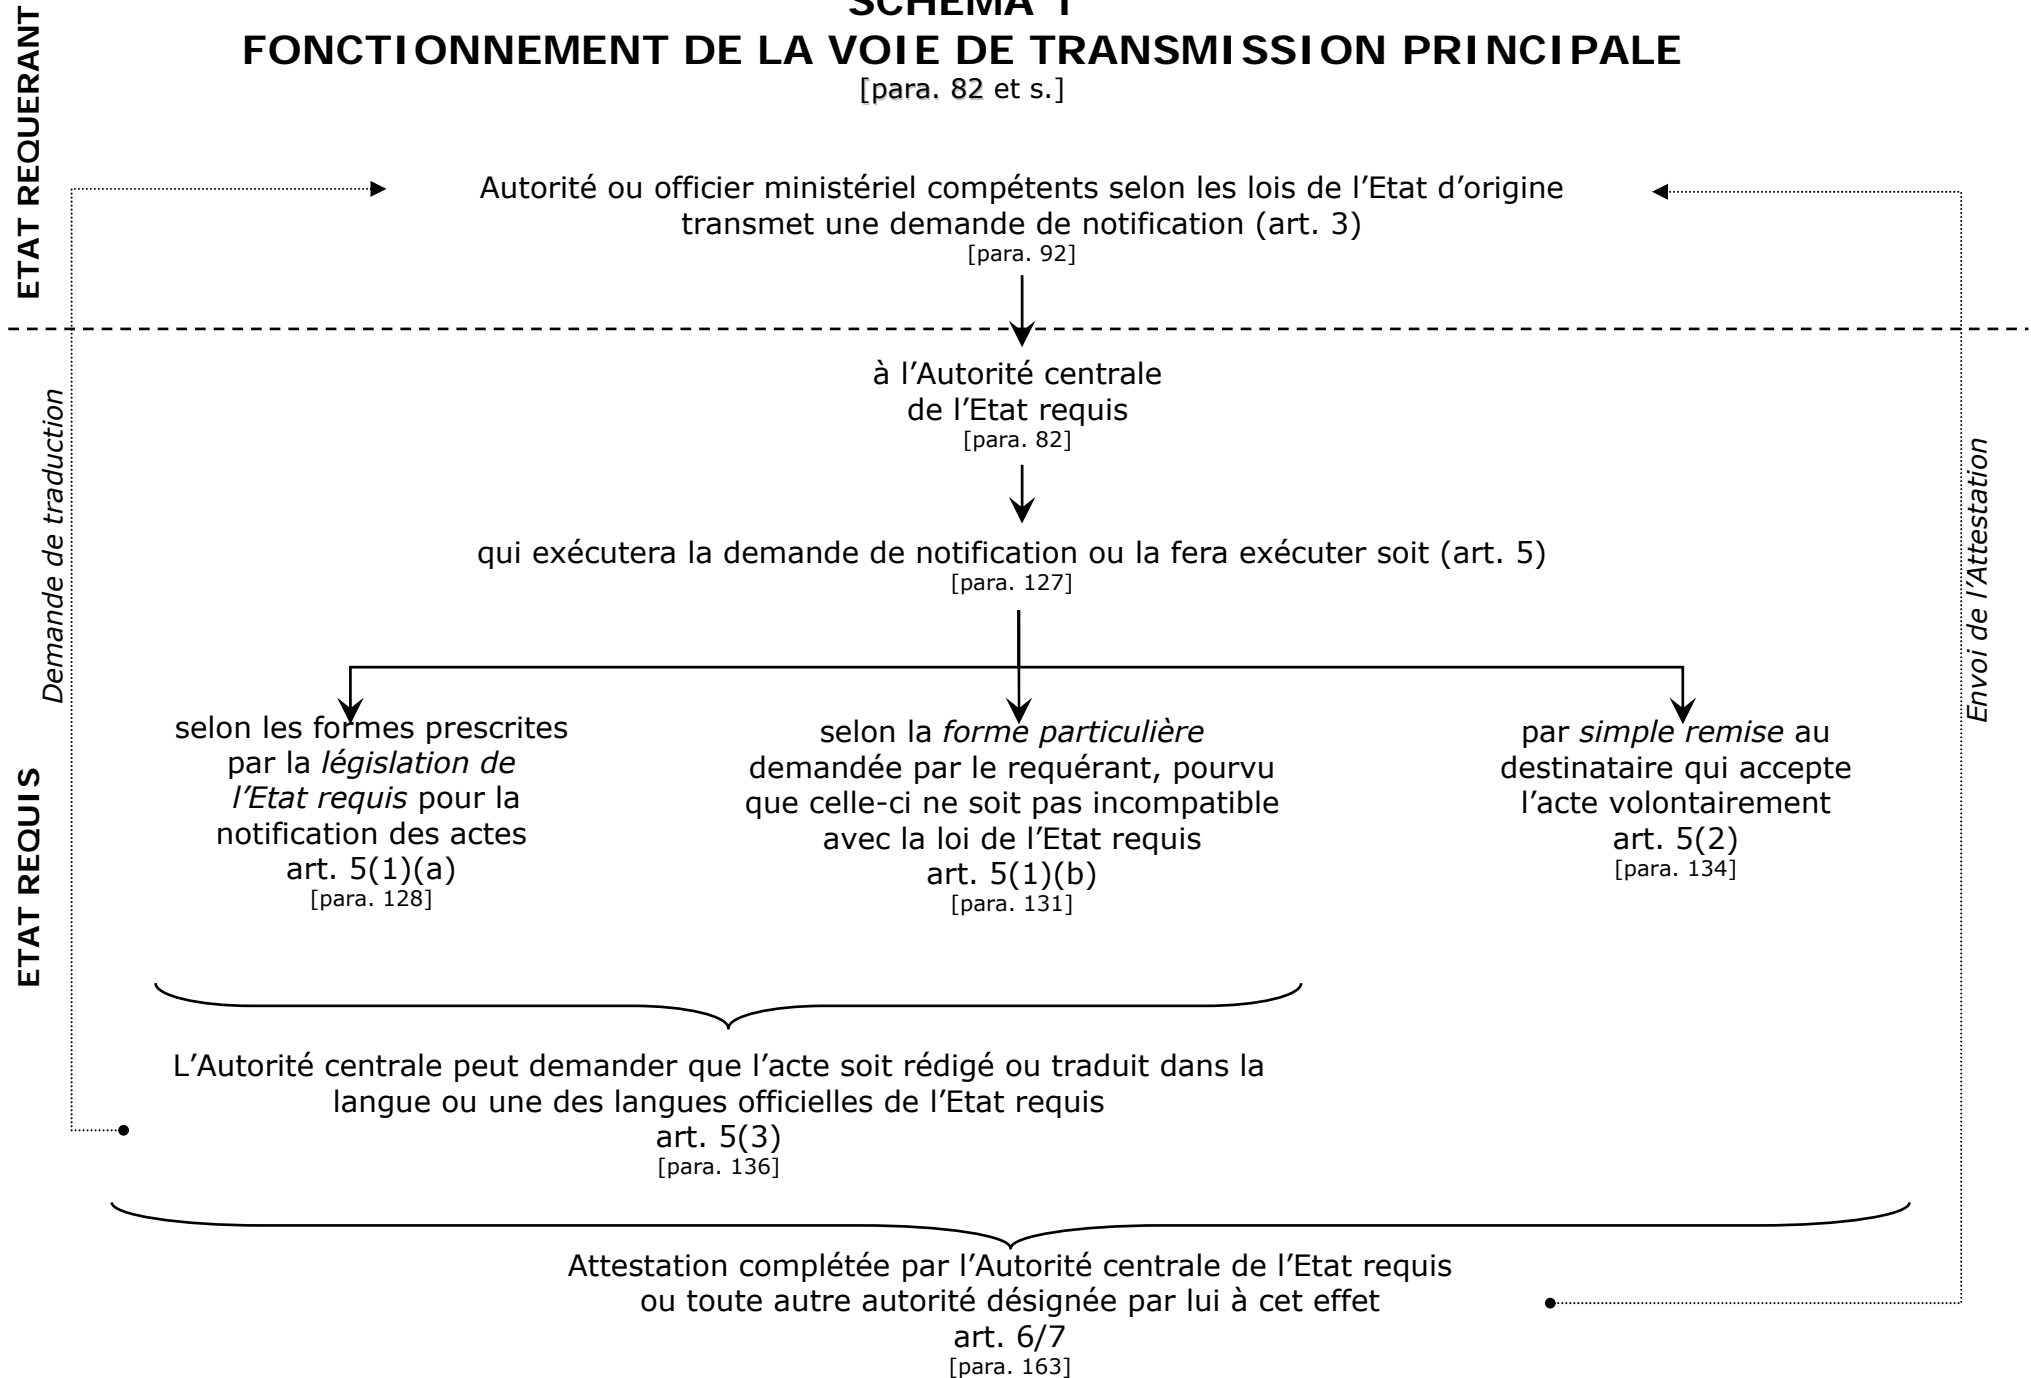 SCHEMA 1
FONCTIONNEMENT DE LA VOIE DE TRANSMISSION PRINCIPALE
[para. 82 et s.]
ETAT REQUERANT
Autorité ou officier ministériel compétents selon les lois de l’Etat d’origine
transmet une demande de notification (art. 3)
[para. 92]
à l’Autorité centrale
de l’Etat requis
[para. 82]
Demande de traduction
Envoi de l’Attestation
qui exécutera la demande de notification ou la fera exécuter soit (art. 5)
[para. 127]
ETAT REQUIS
selon les formes prescrites
par la législation de
l’Etat requis pour la
notification des actes
art. 5(1)(a)
[para. 128]
selon la forme particulière
demandée par le requérant, pourvu
que celle-ci ne soit pas incompatible
avec la loi de l’Etat requis
art. 5(1)(b)
[para. 131]
par simple remise au
destinataire qui accepte
l’acte volontairement
art. 5(2)
[para. 134]
L’Autorité centrale peut demander que l’acte soit rédigé ou traduit dans la
langue ou une des langues officielles de l’Etat requis
art. 5(3)
[para. 136]
Attestation complétée par l’Autorité centrale de l’Etat requis
ou toute autre autorité désignée par lui à cet effet
art. 6/7
[para. 163]